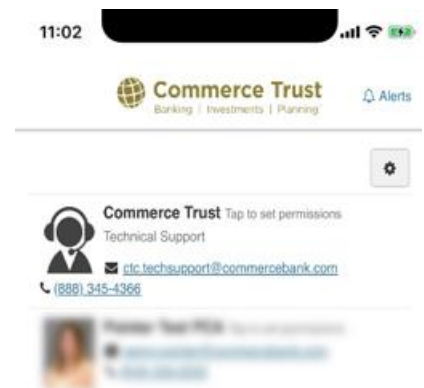 11:02
Commerce Trust
Banking | Investments | Planning
Alerts
Commerce Trust Tap to set permissions
Technical Support
ctc.techsupport@commercebank.com
(888) 345-4366